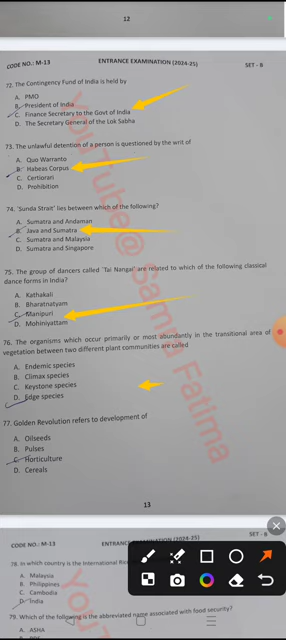 12
CODE NO.: M-13 ENTRANCE EXAMINATION (2024-25) SET - B
72. The Contingency Fund of India is held by
A. PMO
B. President of India
C. Finance Secretary to the Govt of India
D. The Secretary General of the Lok Sabha
73. The unlawful detention of a person is questioned by the writ of
A. Quo Warranto
B. Habeas Corpus
C. Certiorari
D. Prohibition
74. 'Sunda Strait' lies between which of the following?
A. Sumatra and Andaman
B. Java and Sumatra
C. Sumatra and Malaysia
D. Sumatra and Singapore
75. The group of dancers called 'Tai Nangai' are related to which of the following classical
dance forms in India?
A. Kathakali
B. Bharatnatyam
C. Manipuri
D. Mohiniyattam
76. The organisms which occur primarily or most abundantly in the transitional area of
vegetation between two different plant communities are called
A. Endemic species
B. Climax species
C. Keystone species
D. Edge species
77. Golden Revolution refers to development of
A. Oilseeds
B. Pulses
C. Horticulture
D. Cereals
YouTube@ Samra Fatima
13
CODE NO.: M-13
78. In which country is the International
A. Malaysia
B. Philippines
C. Cambodia
D. India
79. Which of the following is the abbreviated name associated with food security?
A. ASHA